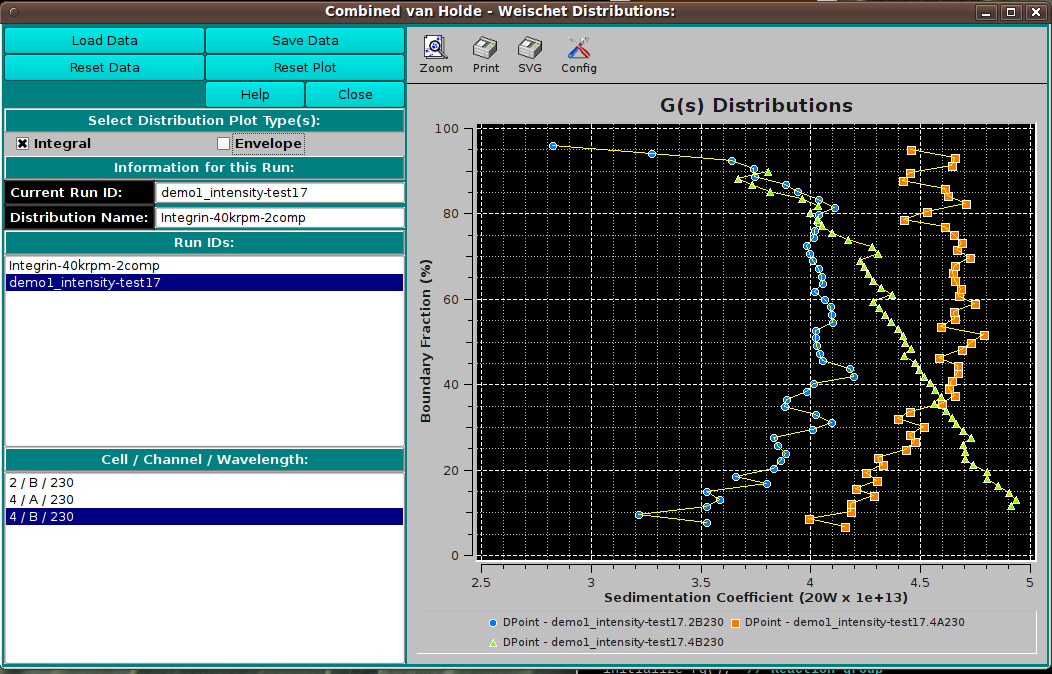 Combined van Holde - Weischet Distributions:
Load Data
Save Data
Reset Data
Reset Plot
Help
Close
Select Distribution Plot Type(s):
Integral
Envelope
Information for this Run:
Current Run ID: demo1_intensity-test17
Distribution Name: Integrin-40krpm-2comp
Run IDs:
Integrin-40krpm-2comp
demo1_intensity-test17
Cell / Channel / Wavelength:
2 / B / 230
4 / A / 230
4 / B / 230
Zoom Print SVG Config
G(s) Distributions
Boundary Fraction (%)
100
80
60
40
20
0
2.5 3 3.5 4 4.5 5
Sedimentation Coefficient (20W x 1e+13)
DPoint - demo1_intensity-test17.2B230 DPoint - demo1_intensity-test17.4A230
DPoint - demo1_intensity-test17.4B230